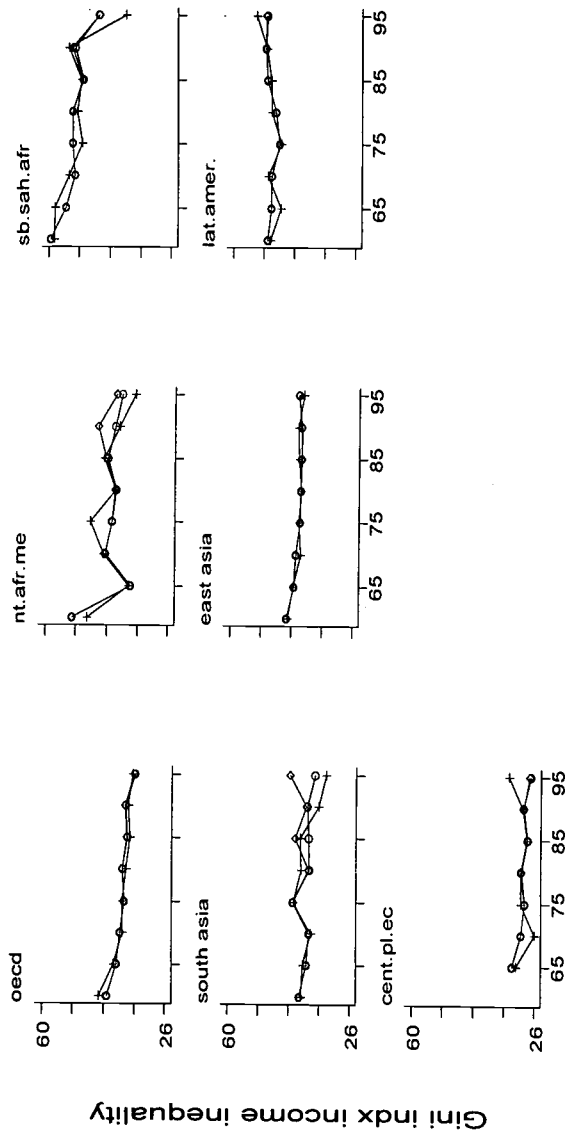 oecd
nt.afr.me
sb.sah.afr
60
26
south asia
east asia
lat.amer.
60
26
cent.pl.ec
60
26
65 75 85 95
65 75 85 95
65 75 85 95
Gini indx income inequality